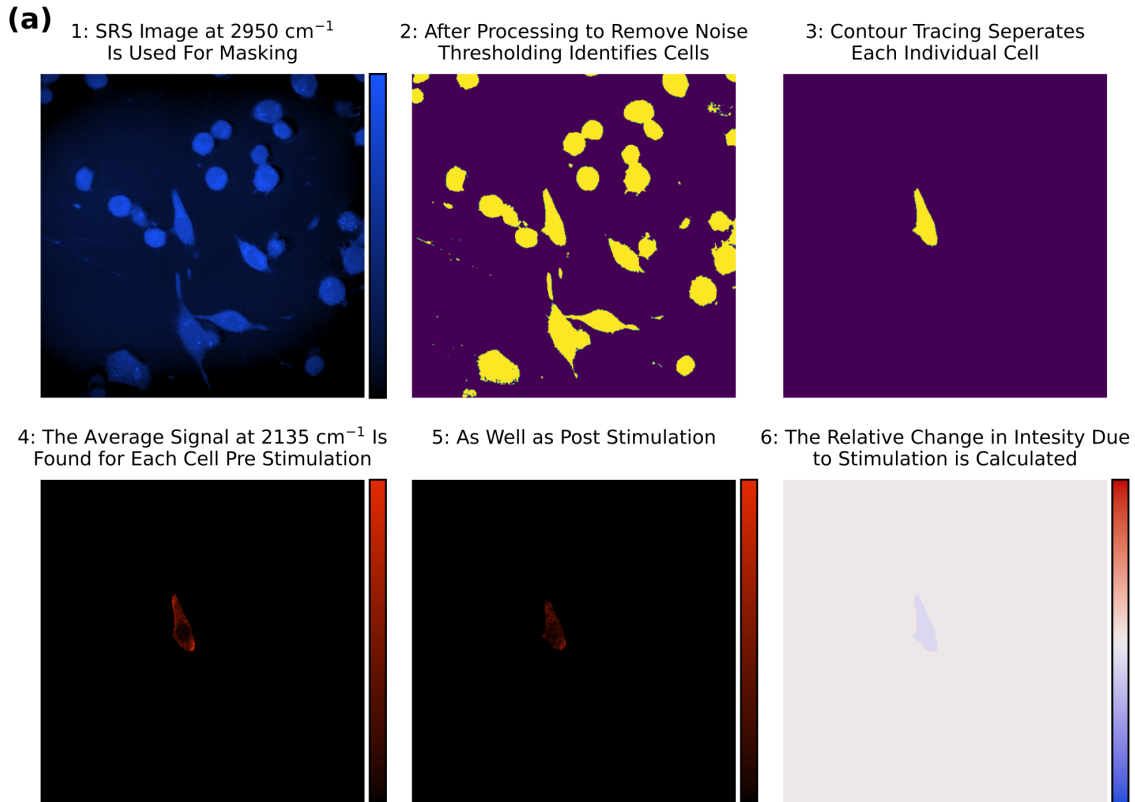 (a)
1: SRS Image at 2950 cm⁻¹
Is Used For Masking
2: After Processing to Remove Noise
Thresholding Identifies Cells
3: Contour Tracing Seperates
Each Individual Cell
4: The Average Signal at 2135 cm⁻¹ Is
Found for Each Cell Pre Stimulation
5: As Well as Post Stimulation
6: The Relative Change in Intesity Due
to Stimulation is Calculated